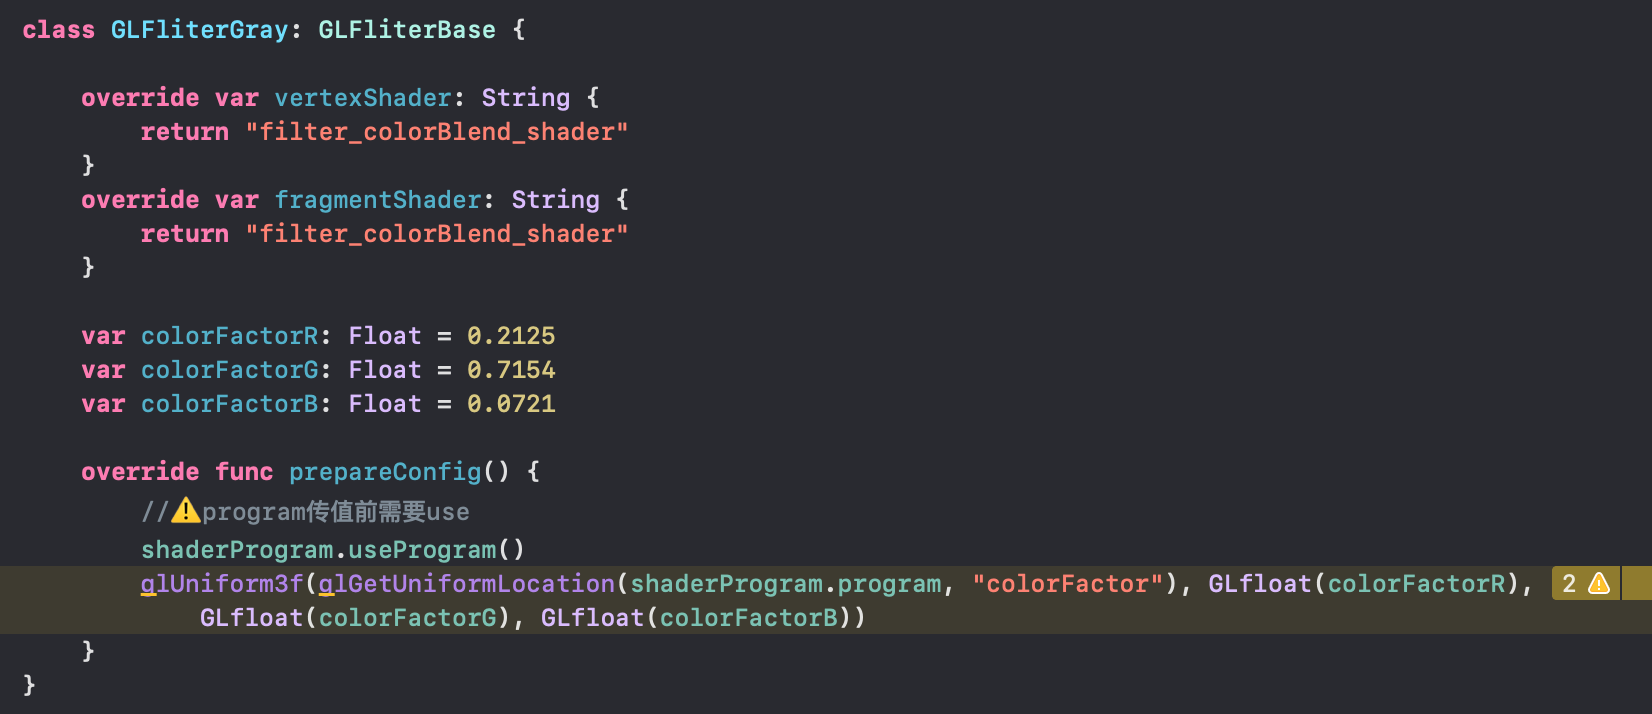 class GLFliterGray: GLFliterBase {
override var vertexShader: String {
return "filter_colorBlend_shader"
}
override var fragmentShader: String {
return "filter_colorBlend_shader"
}
var colorFactorR: Float = 0.2125
var colorFactorG: Float = 0.7154
var colorFactorB: Float = 0.0721
override func prepareConfig() {
//⚠️program传值前需要use
shaderProgram.useProgram()
glUniform3f(glGetUniformLocation(shaderProgram.program, "colorFactor"), GLfloat(colorFactorR), 2
GLfloat(colorFactorG), GLfloat(colorFactorB))
}
}